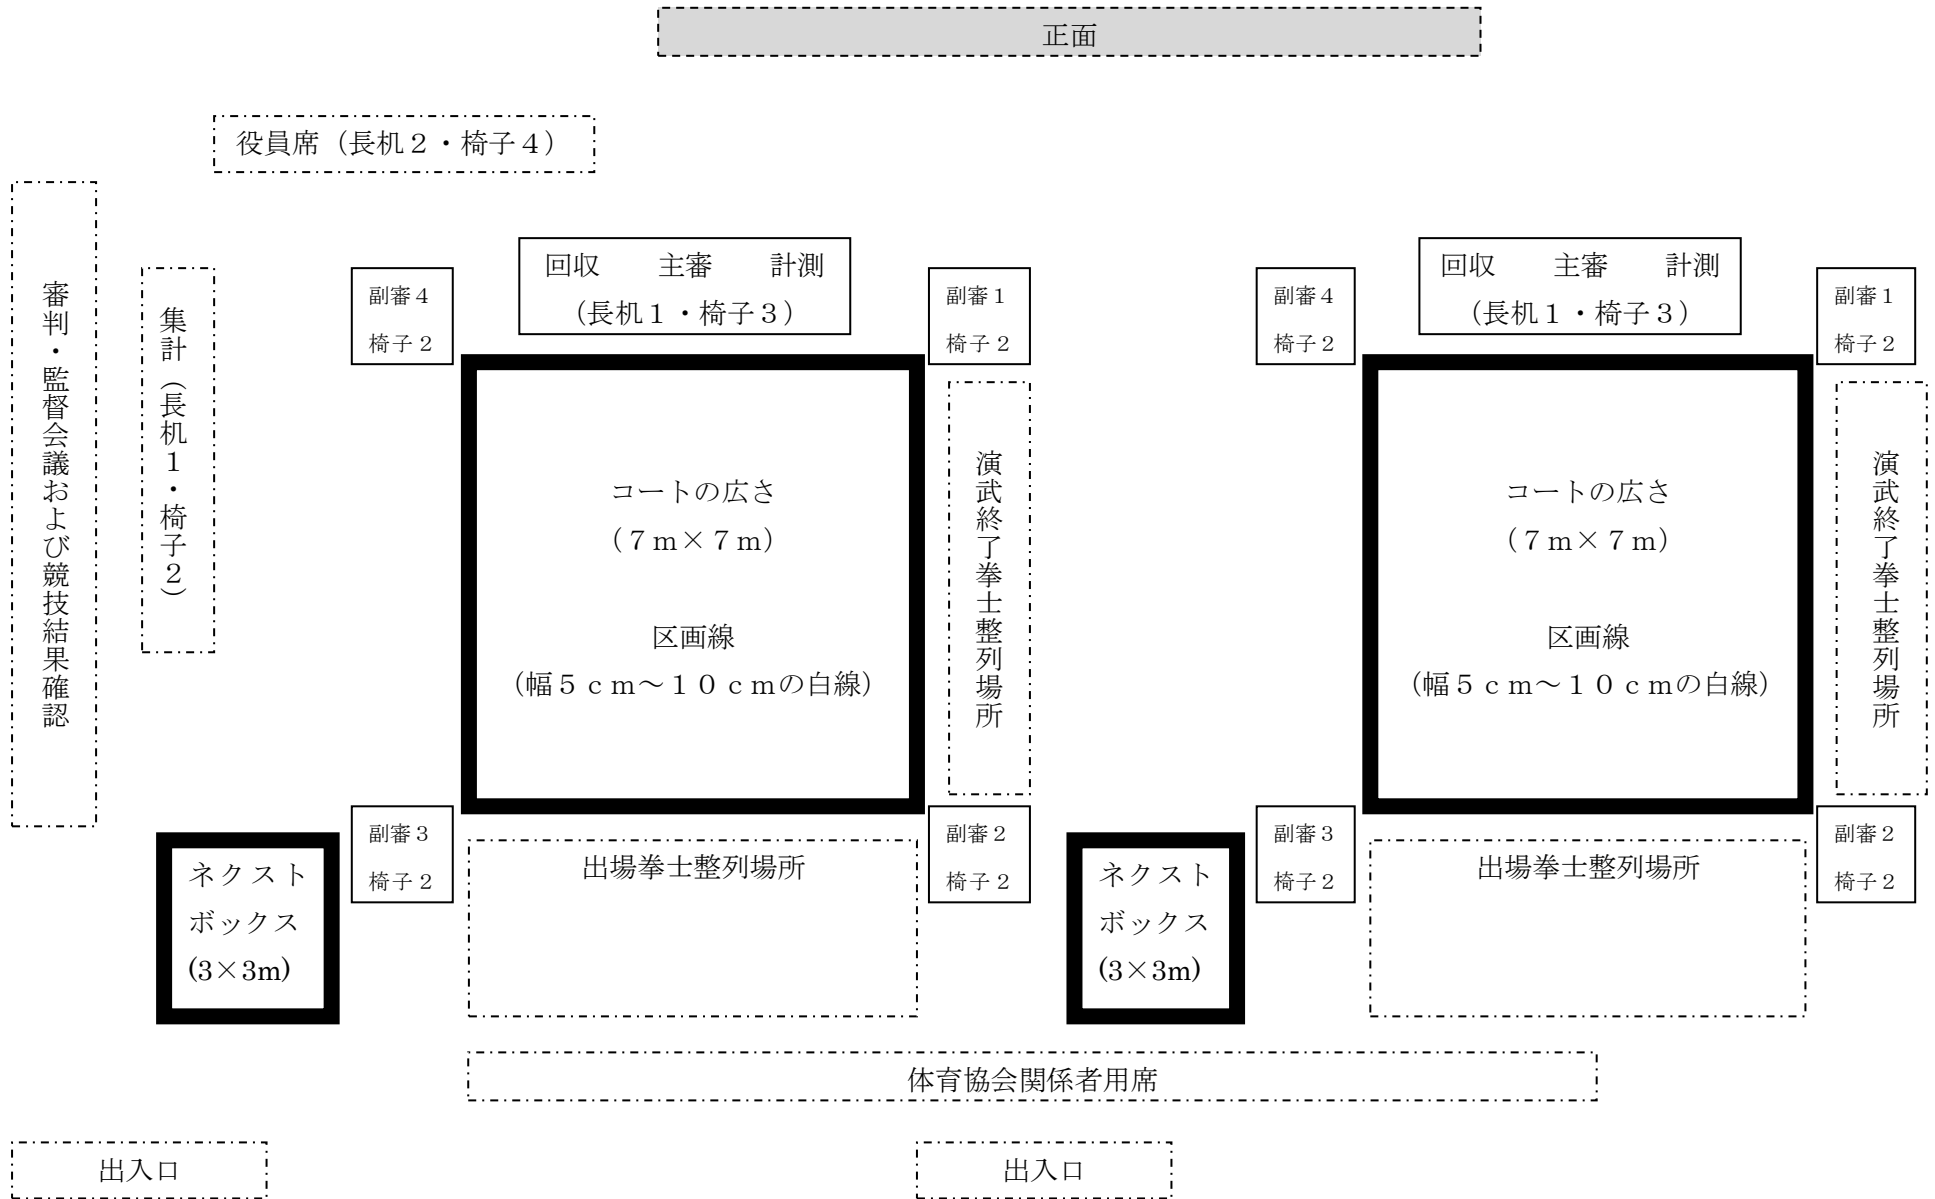 正面
役員席（長机２・椅子４）
審判・監督会議および競技結果確認
集計（長机１・椅子２）
副審４
椅子２
回収　主審　計測
（長机１・椅子３）
副審１
椅子２
副審４
椅子２
回収　主審　計測
（長机１・椅子３）
副審１
椅子２
コートの広さ
（７ｍ×７ｍ）
区画線
（幅５ｃｍ～１０ｃｍの白線）
演武終了拳士整列場所
コートの広さ
（７ｍ×７ｍ）
区画線
（幅５ｃｍ～１０ｃｍの白線）
演武終了拳士整列場所
ネクスト
ボックス
(3×3m)
副審３
椅子２
出場拳士整列場所
副審２
椅子２
ネクスト
ボックス
(3×3m)
副審３
椅子２
出場拳士整列場所
副審２
椅子２
体育協会関係者用席
出入口
出入口